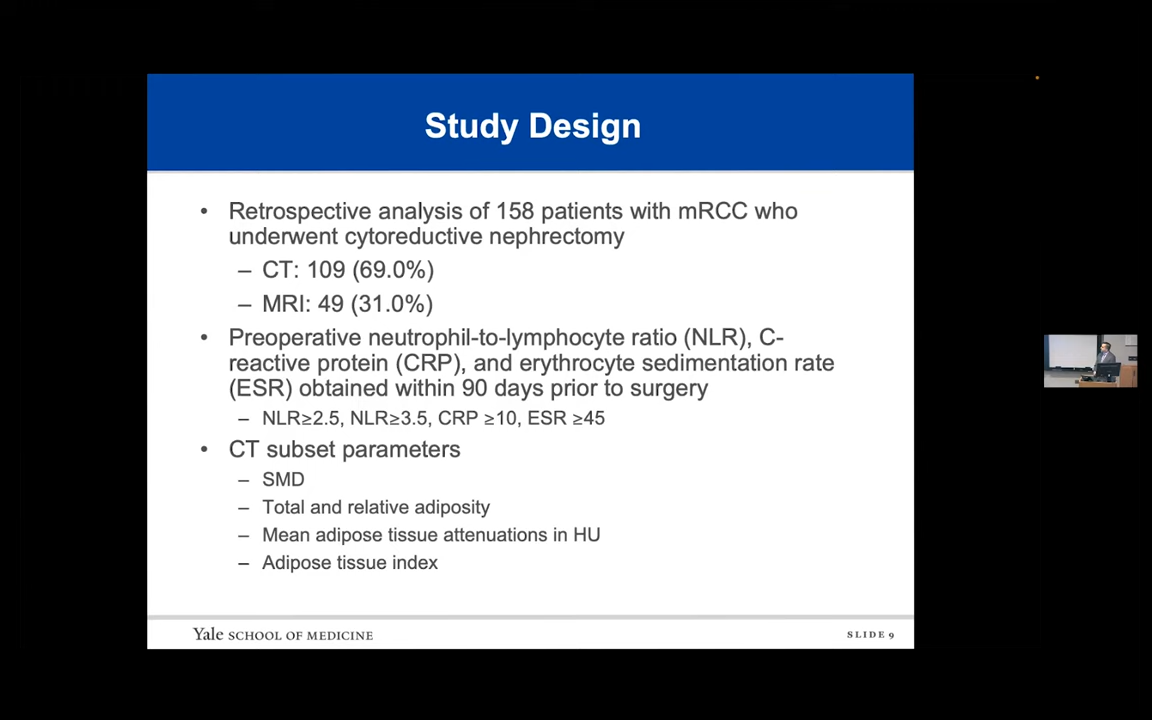 Study Design
• Retrospective analysis of 158 patients with mRCC who
underwent cytoreductive nephrectomy
– CT: 109 (69.0%)
– MRI: 49 (31.0%)
• Preoperative neutrophil-to-lymphocyte ratio (NLR), C-
reactive protein (CRP), and erythrocyte sedimentation rate
(ESR) obtained within 90 days prior to surgery
– NLR≥2.5, NLR≥3.5, CRP ≥10, ESR ≥45
• CT subset parameters
– SMD
– Total and relative adiposity
– Mean adipose tissue attenuations in HU
– Adipose tissue index
Yale SCHOOL OF MEDICINE
SLIDE 9